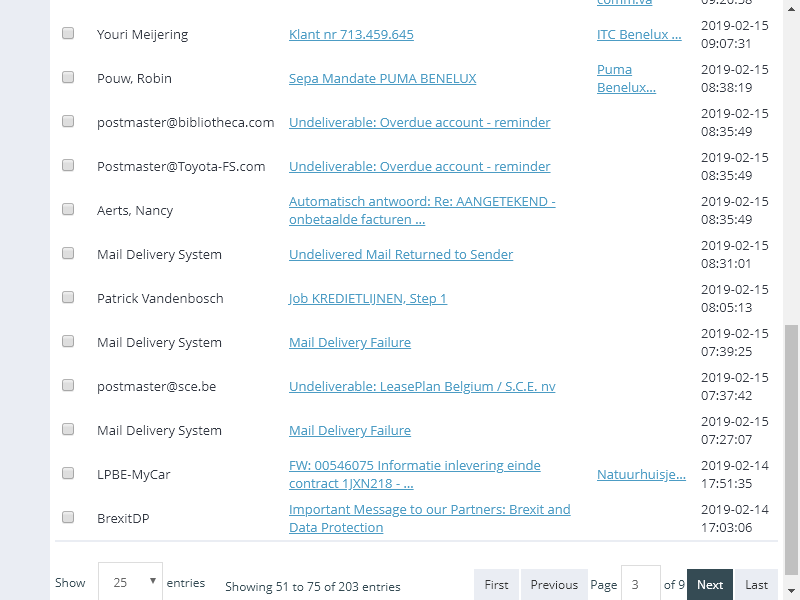 comm.va 09:20:58
Youri Meijering Klant nr 713.459.645 ITC Benelux ... 2019-02-15
09:07:31
Pouw, Robin Sepa Mandate PUMA BENELUX Puma
Benelux... 2019-02-15
08:38:19
postmaster@bibliotheca.com Undeliverable: Overdue account - reminder 2019-02-15
08:35:49
Postmaster@Toyota-FS.com Undeliverable: Overdue account - reminder 2019-02-15
08:35:49
Aerts, Nancy Automatisch antwoord: Re: AANGETEKEND -
onbetaalde facturen ... 2019-02-15
08:35:49
Mail Delivery System Undelivered Mail Returned to Sender 2019-02-15
08:31:01
Patrick Vandenbosch Job KREDIETLIJNEN, Step 1 2019-02-15
08:05:13
Mail Delivery System Mail Delivery Failure 2019-02-15
07:39:25
postmaster@sce.be Undeliverable: LeasePlan Belgium / S.C.E. nv 2019-02-15
07:37:42
Mail Delivery System Mail Delivery Failure 2019-02-15
07:27:07
LPBE-MyCar FW: 00546075 Informatie inlevering einde
contract 1JXN218 - ... Natuurhuisje... 2019-02-14
17:51:35
BrexitDP Important Message to our Partners: Brexit and
Data Protection 2019-02-14
17:03:06
Show 25 entries Showing 51 to 75 of 203 entries First Previous Page 3 of 9 Next Last